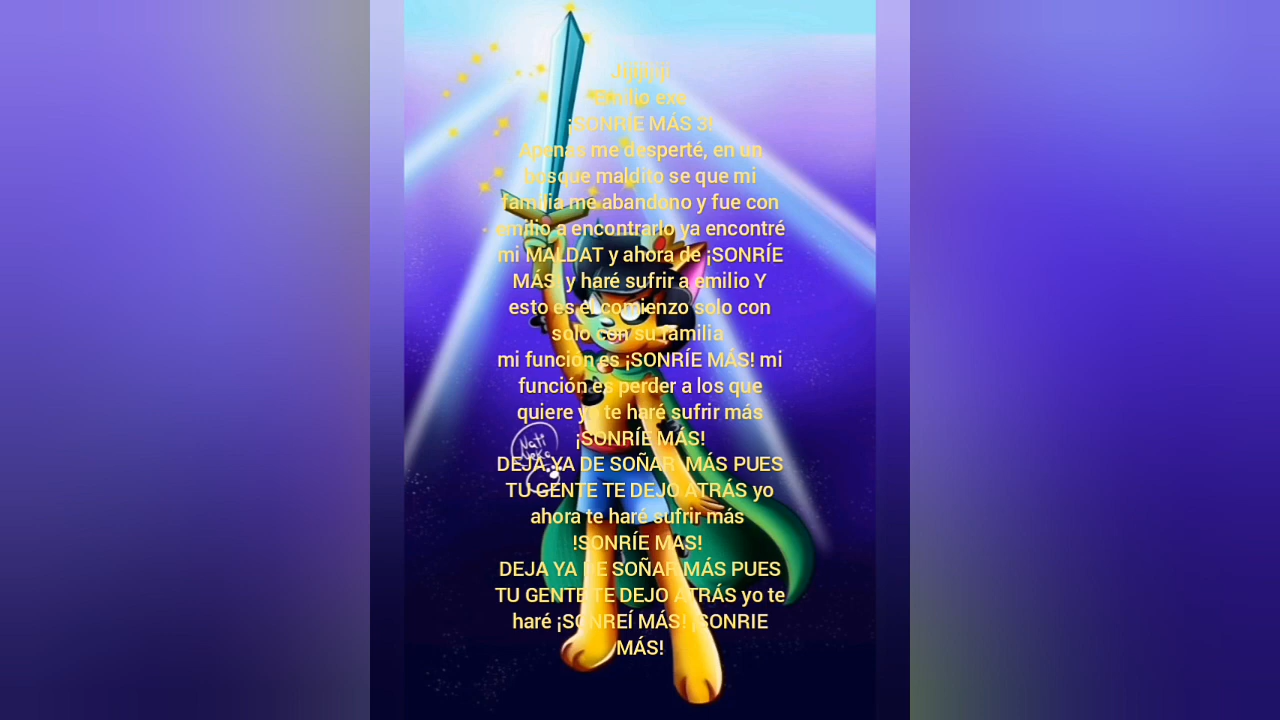 Jijijijiji
Emilio exe
¡SONRÍE MÁS 3!
Apenas me desperté, en un
bosque maldito se que mi
familia me abandono y fue con
emilio a encontrarlo ya encontré
mi MALDAT y ahora de ¡SONRÍE
MÁS! y haré sufrir a emilio Y
esto es el comienzo solo con
solo con su familia
mi función es ¡SONRÍE MÁS! mi
función es perder a los que
quiere yo te haré sufrir más
¡SONRÍE MÁS!
DEJA YA DE SOÑAR MÁS PUES
TU GENTE TE DEJO ATRÁS yo
ahora te haré sufrir más
!SONRÍE MAS!
DEJA YA DE SOÑAR MÁS PUES
TU GENTE TE DEJO ATRÁS yo te
haré ¡SONREÍ MÁS! ¡SONRIE
MÁS!
Nati
Neko